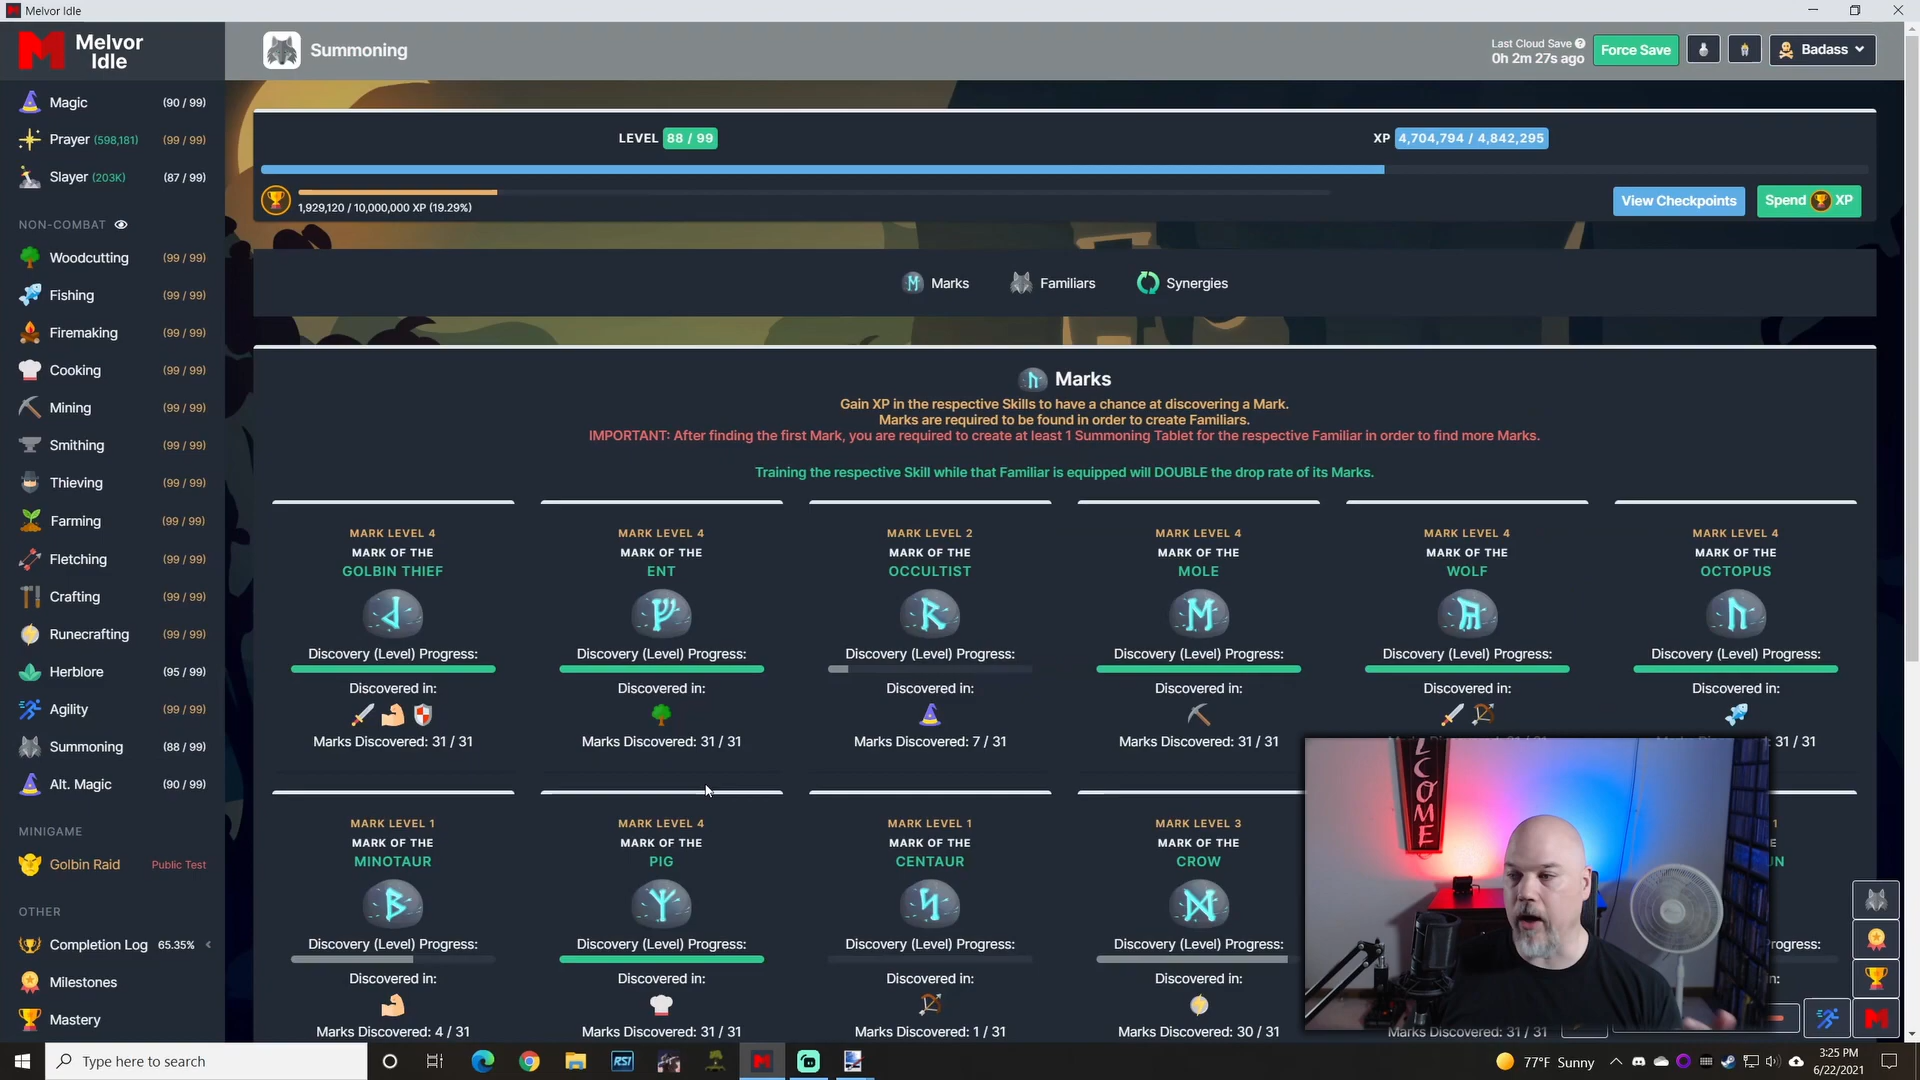 Melvor Idle
Melvor
Idle
Summoning
Last Cloud Save
0h 2m 27s ago
Force Save
Badass
Magic (90 / 99)
Prayer (598,181) (99 / 99)
Slayer (203K) (87 / 99)
NON-COMBAT
Woodcutting (99 / 99)
Fishing (99 / 99)
Firemaking (99 / 99)
Cooking (99 / 99)
Mining (99 / 99)
Smithing (99 / 99)
Thieving (99 / 99)
Farming (99 / 99)
Fletching (99 / 99)
Crafting (99 / 99)
Runecrafting (99 / 99)
Herblore (95 / 99)
Agility (99 / 99)
Summoning (88 / 99)
Alt. Magic (90 / 99)
MINIGAME
Golbin Raid Public Test
OTHER
Completion Log 65.35%
Milestones
Mastery
LEVEL 88 / 99
XP 4,704,794 / 4,842,295
1,929,120 / 10,000,000 XP (19.29%)
View Checkpoints
Spend XP
Marks Familiars Synergies
Marks
Gain XP in the respective Skills to have a chance at discovering a Mark.
Marks are required to be found in order to create Familiars.
IMPORTANT: After finding the first Mark, you are required to create at least 1 Summoning Tablet for the respective Familiar in order to find more Marks.
Training the respective Skill while that Familiar is equipped will DOUBLE the drop rate of its Marks.
MARK LEVEL 4
MARK OF THE
GOLBIN THIEF
Discovery (Level) Progress:
Discovered in:
Marks Discovered: 31 / 31
MARK LEVEL 4
MARK OF THE
ENT
Discovery (Level) Progress:
Discovered in:
Marks Discovered: 31 / 31
MARK LEVEL 2
MARK OF THE
OCCULTIST
Discovery (Level) Progress:
Discovered in:
Marks Discovered: 7 / 31
MARK LEVEL 4
MARK OF THE
MOLE
Discovery (Level) Progress:
Discovered in:
Marks Discovered: 31 / 31
MARK LEVEL 4
MARK OF THE
WOLF
Discovery (Level) Progress:
Discovered in:
MARK LEVEL 4
MARK OF THE
OCTOPUS
Discovery (Level) Progress:
Discovered in:
31 / 31
MARK LEVEL 1
MARK OF THE
MINOTAUR
Discovery (Level) Progress:
Discovered in:
Marks Discovered: 4 / 31
MARK LEVEL 4
MARK OF THE
PIG
Discovery (Level) Progress:
Discovered in:
Marks Discovered: 31 / 31
MARK LEVEL 1
MARK OF THE
CENTAUR
Discovery (Level) Progress:
Discovered in:
Marks Discovered: 1 / 31
MARK LEVEL 3
MARK OF THE
CROW
Discovery (Level) Progress:
Discovered in:
Marks Discovered: 30 / 31
LCOME
UN
Progress:
n:
Type here to search
RSI
77°F Sunny
3:25 PM
6/22/2021